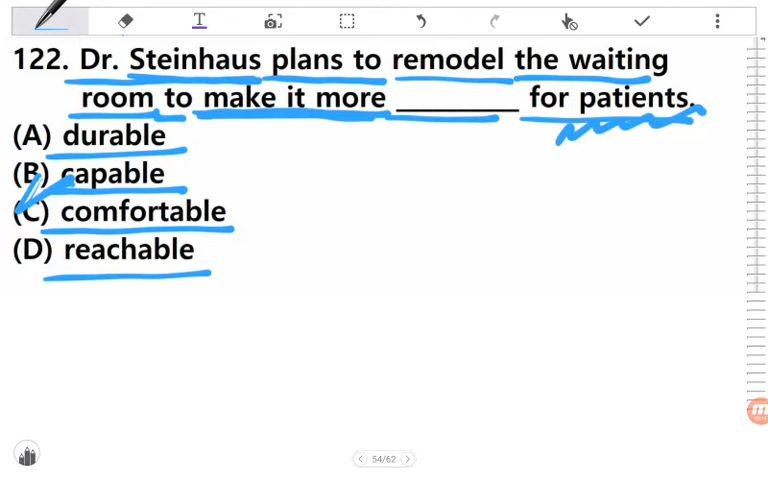 122. Dr. Steinhaus plans to remodel the waiting
room to make it more ________ for patients.
(A) durable
(B) capable
(C) comfortable
(D) reachable
54/62